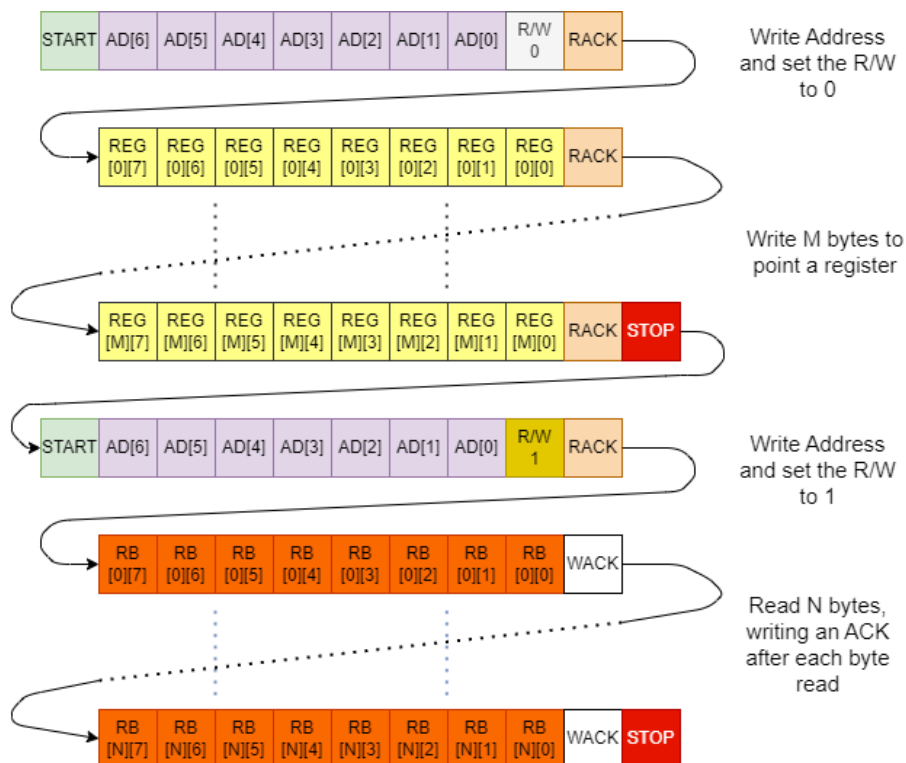 START AD[6] AD[5] AD[4] AD[3] AD[2] AD[1] AD[0] R/W 0 RACK
Write Address
and set the R/W
to 0
REG [0][7] REG [0][6] REG [0][5] REG [0][4] REG [0][3] REG [0][2] REG [0][1] REG [0][0] RACK
Write M bytes to
point a register
REG [M][7] REG [M][6] REG [M][5] REG [M][4] REG [M][3] REG [M][2] REG [M][1] REG [M][0] RACK STOP
START AD[6] AD[5] AD[4] AD[3] AD[2] AD[1] AD[0] R/W 1 RACK
Write Address
and set the R/W
to 1
RB [0][7] RB [0][6] RB [0][5] RB [0][4] RB [0][3] RB [0][2] RB [0][1] RB [0][0] WACK
Read N bytes,
writing an ACK
after each byte
read
RB [N][7] RB [N][6] RB [N][5] RB [N][4] RB [N][3] RB [N][2] RB [N][1] RB [N][0] WACK STOP